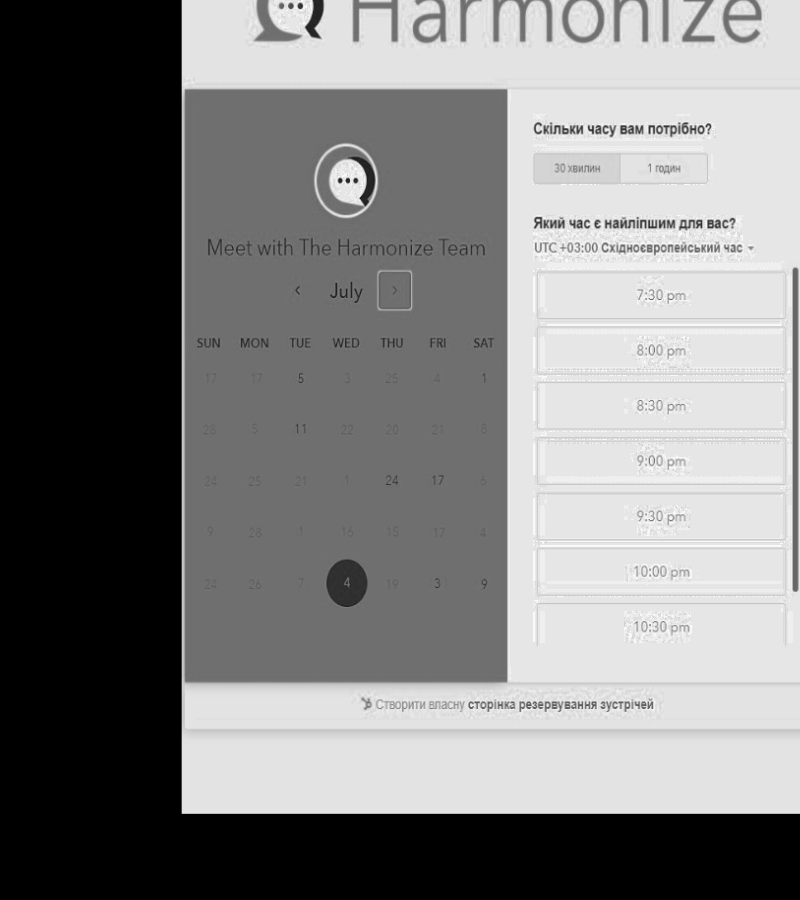 Harmonize
Meet with The Harmonize Team
July
SUN MON TUE WED THU FRI SAT
17 17 5 3 25 4 1
28 5 11 22 20 21 8
24 25 21 1 24 17 6
9 28 1 16 15 17 4
24 26 7 4 19 3 9
Скільки часу вам потрібно?
30 хвилин 1 годин
Який час є найліпшим для вас?
UTC +03:00 Східноєвропейський час
7:30 pm
8:00 pm
8:30 pm
9:00 pm
9:30 pm
10:00 pm
10:30 pm
Створити власну сторінка резервування зустрічей